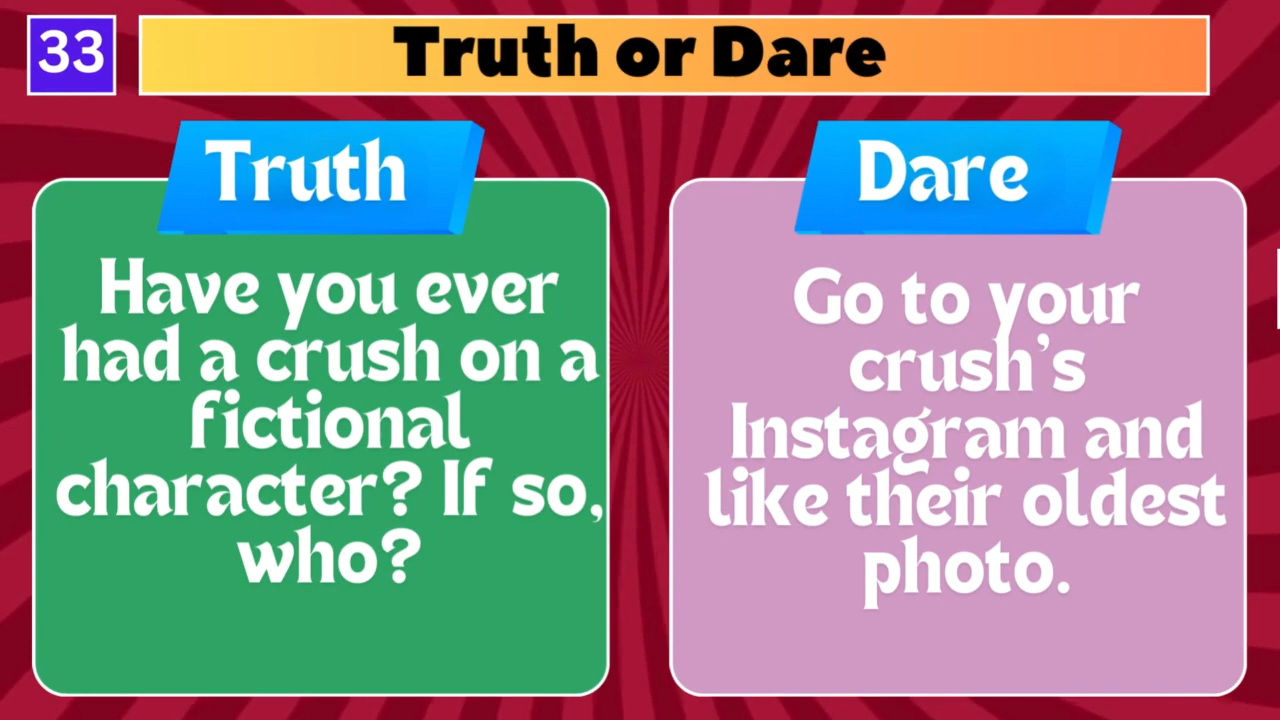 33
Truth or Dare
Truth
Have you ever
had a crush on a
fictional
character? If so,
who?
Dare
Go to your
crush's
Instagram and
like their oldest
photo.